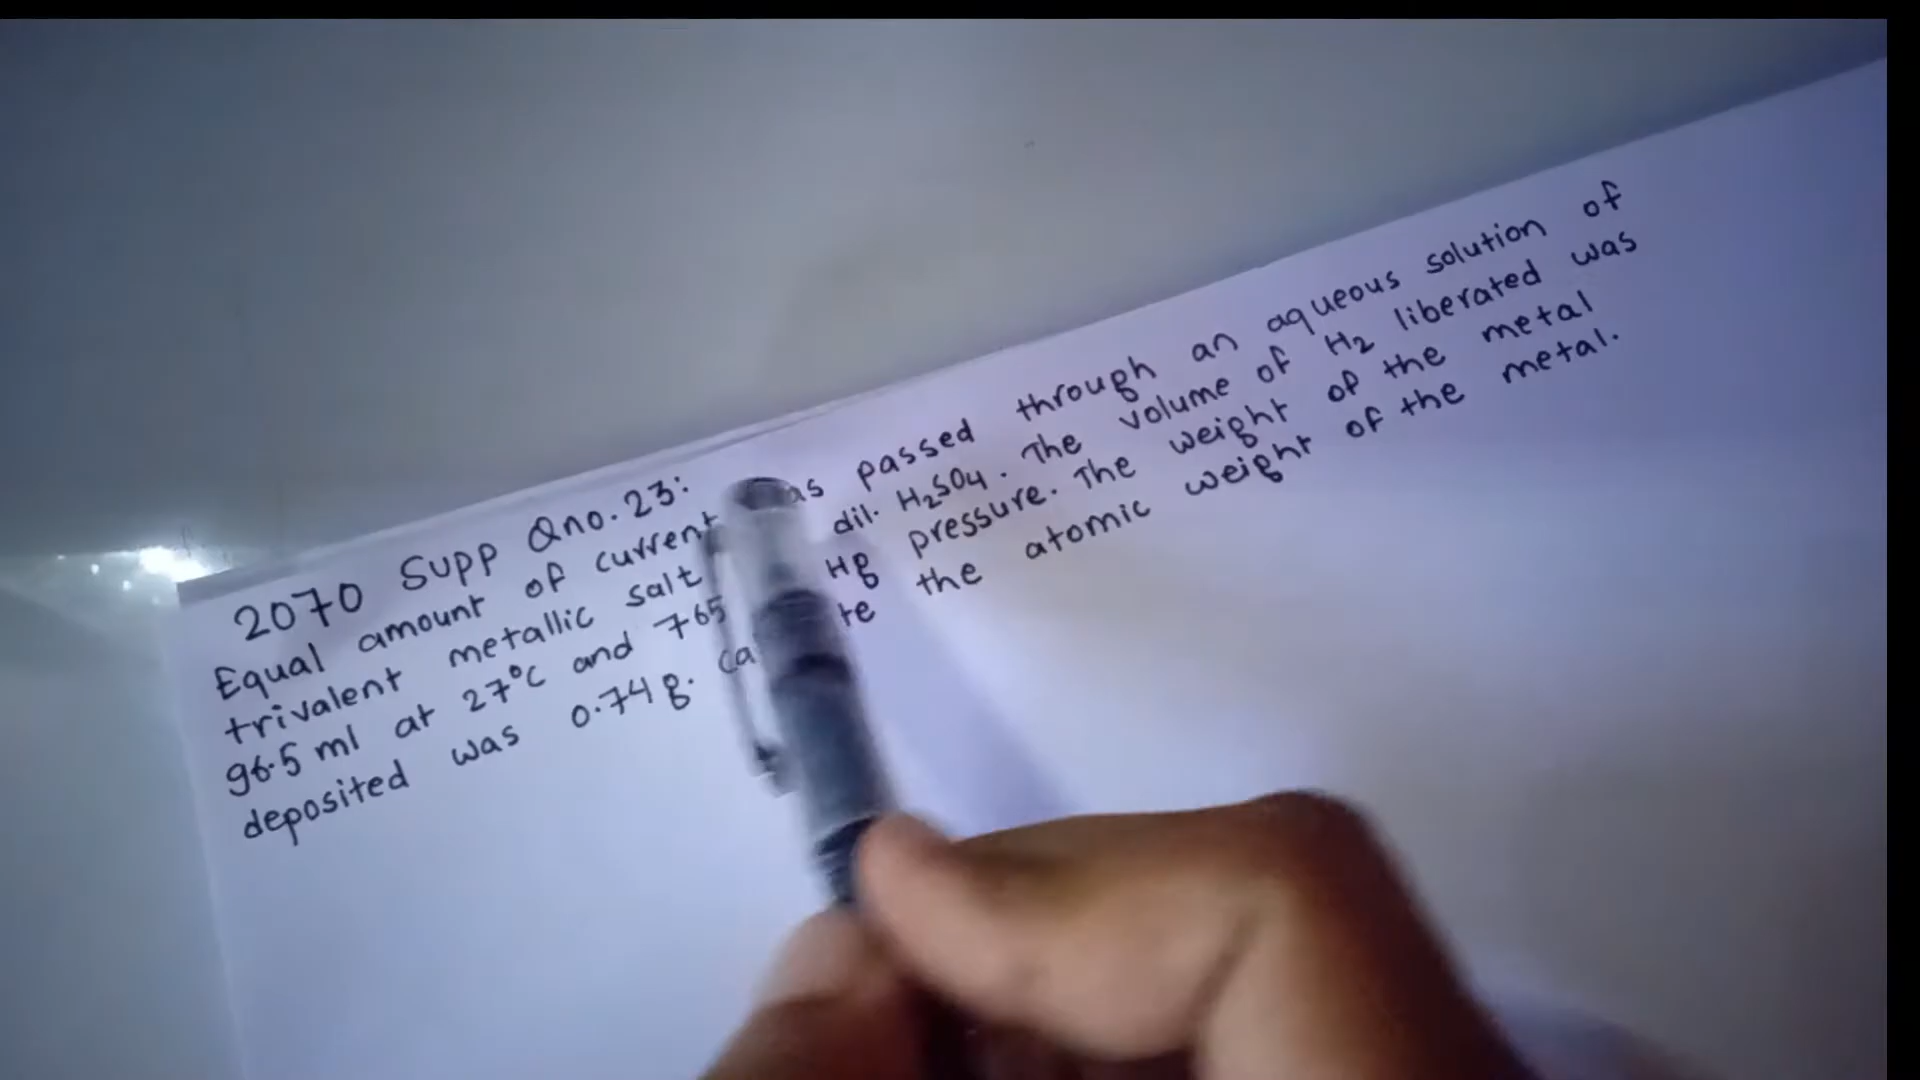 2070 Supp Qno.23:
Equal amount of current passed through an aqueous solution of
trivalent metallic salt dil. H₂SO₄. The volume of H₂ liberated was
96.5 ml at 27°C and 765 Hg pressure. The weight of the metal
deposited was 0.74 g. the atomic weight of the metal.